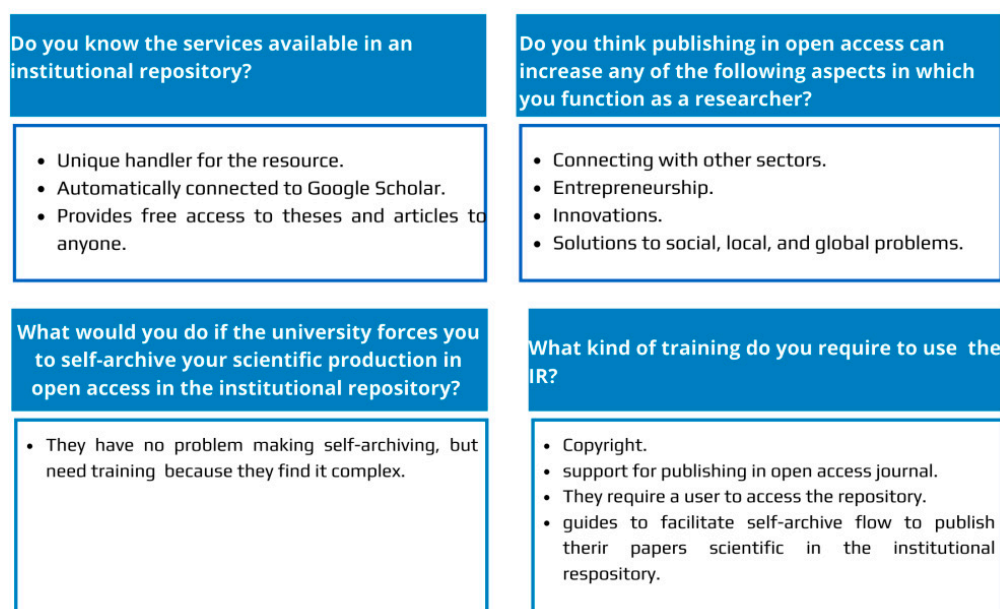 Do you know the services available in an
institutional repository?
• Unique handler for the resource.
• Automatically connected to Google Scholar.
• Provides free access to theses and articles to
anyone.
Do you think publishing in open access can
increase any of the following aspects in which
you function as a researcher?
• Connecting with other sectors.
• Entrepreneurship.
• Innovations.
• Solutions to social, local, and global problems.
What would you do if the university forces you
to self-archive your scientific production in
open access in the institutional repository?
• They have no problem making self-archiving, but
need training because they find it complex.
What kind of training do you require to use the
IR?
• Copyright.
• support for publishing in open access journal.
• They require a user to access the repository.
• guides to facilitate self-archive flow to publish
therir papers scientific in the institutional
respository.